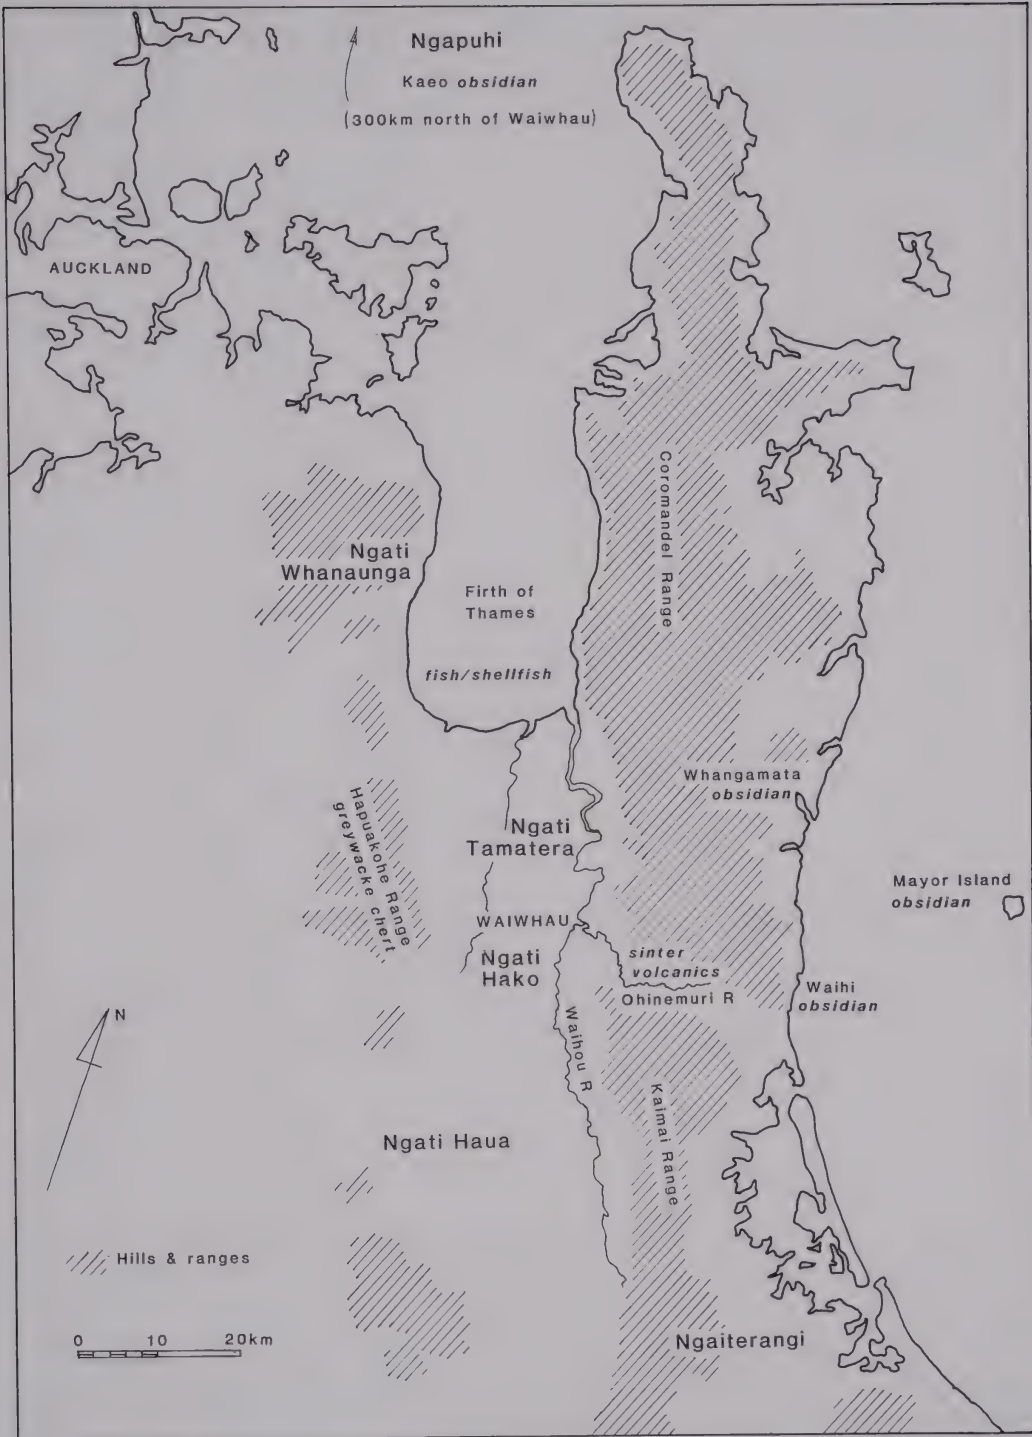 Ngapuhi
Kaeo obsidian
(300km north of Waiwhau)
AUCKLAND
Coromandel Range
Ngati
Whanaunga
Firth of
Thames
fish/shellfish
Whangamata
obsidian
Hapuakohe Range
greywacke chert
Ngati
Tamatera
Mayor Island
obsidian
WAIWHAU
Ngati
Hako
sinter
volcanics
Ohinemuri R
Waihi
obsidian
N
Waihou R
Kaimai Range
Ngati Haua
Hills & ranges
0 10 20km
Ngaiterangi